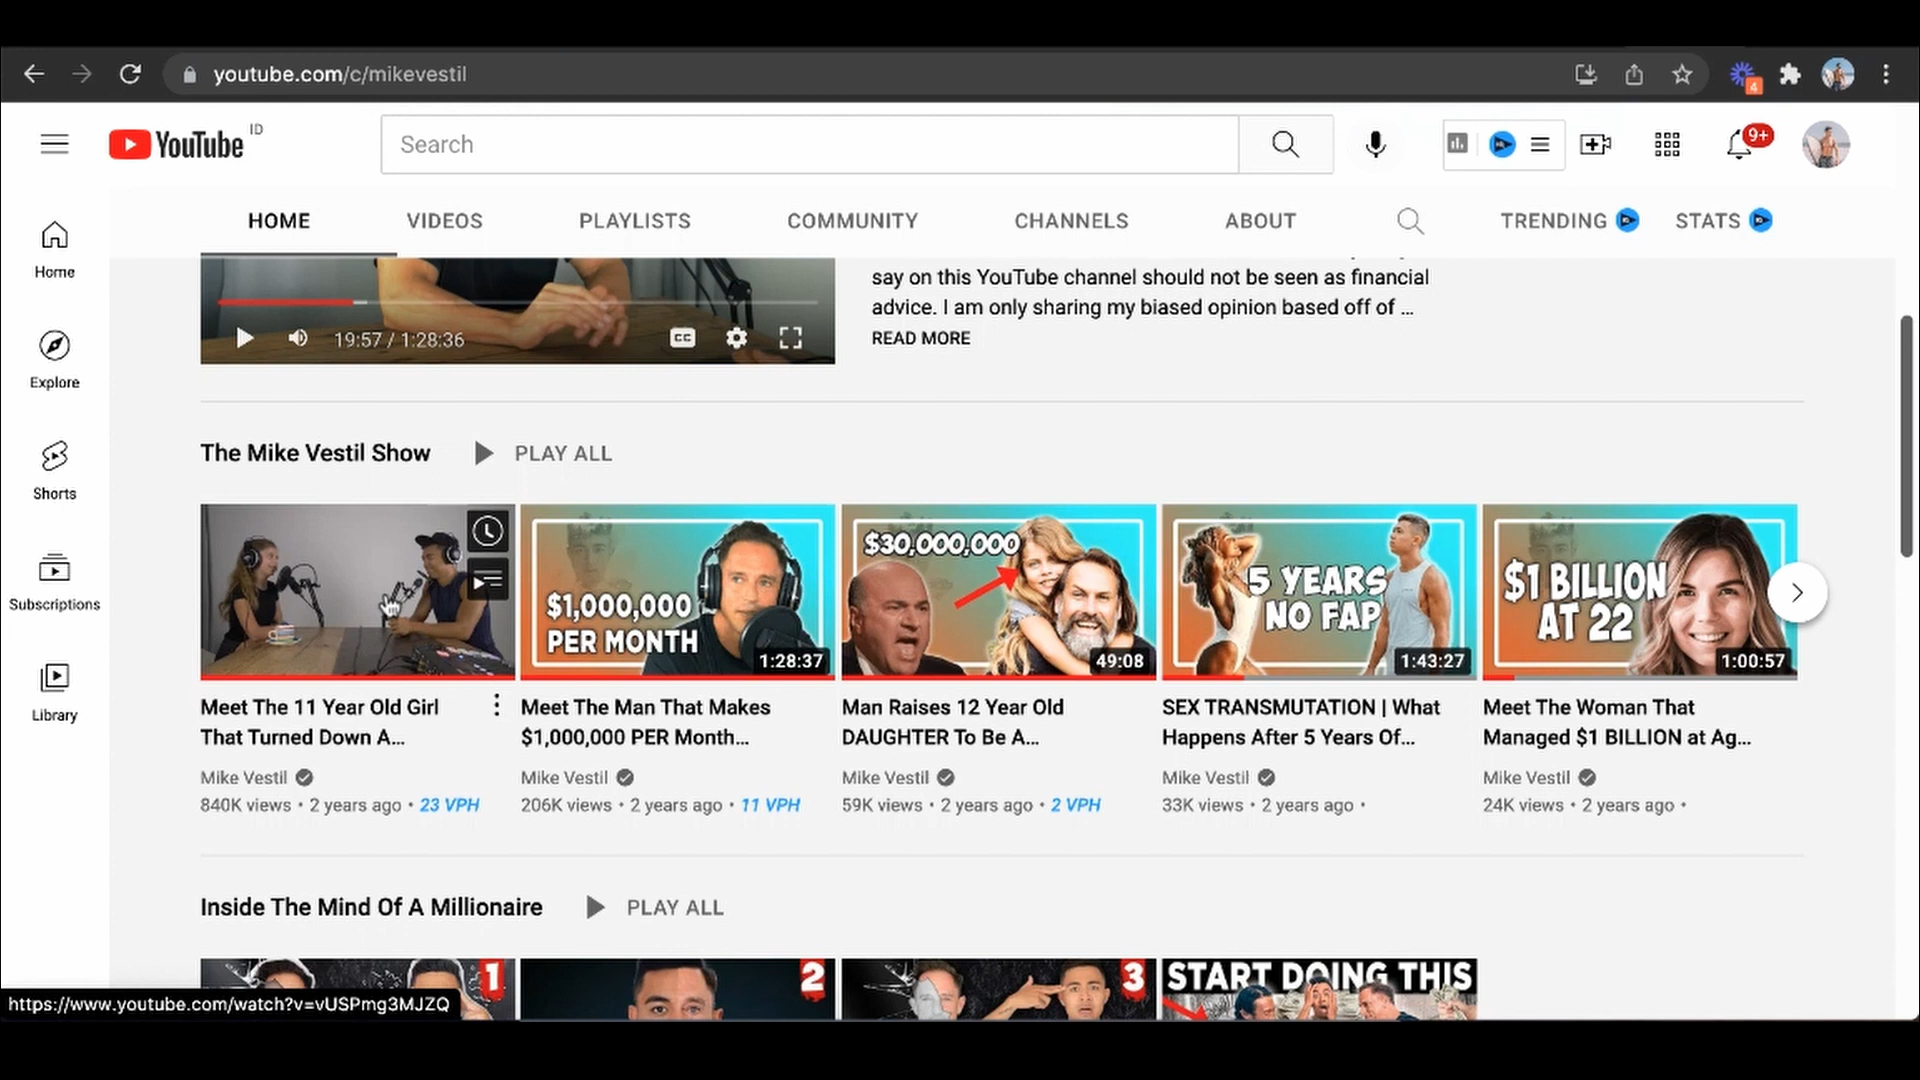 youtube.com/c/mikevestil
4
YouTube ID
Search
9+
HOME VIDEOS PLAYLISTS COMMUNITY CHANNELS ABOUT TRENDING STATS
Home
Explore
Shorts
Subscriptions
Library
19:57 / 1:28:36
CC
say on this YouTube channel should not be seen as financial
advice. I am only sharing my biased opinion based off of ...
READ MORE
The Mike Vestil Show PLAY ALL
$1,000,000
PER MONTH
1:28:37
$30,000,000
49:08
5 YEARS
NO FAP
1:43:27
$1 BILLION
AT 22
1:00:57
Meet The 11 Year Old Girl
That Turned Down A...
Mike Vestil
840K views • 2 years ago • 23 VPH
Meet The Man That Makes
$1,000,000 PER Month...
Mike Vestil
206K views • 2 years ago • 11 VPH
Man Raises 12 Year Old
DAUGHTER To Be A...
Mike Vestil
59K views • 2 years ago • 2 VPH
SEX TRANSMUTATION | What
Happens After 5 Years Of...
Mike Vestil
33K views • 2 years ago •
Meet The Woman That
Managed $1 BILLION at Ag...
Mike Vestil
24K views • 2 years ago •
Inside The Mind Of A Millionaire PLAY ALL
1
2
3
START DOING THIS
https://www.youtube.com/watch?v=vUSPmg3MJZQ